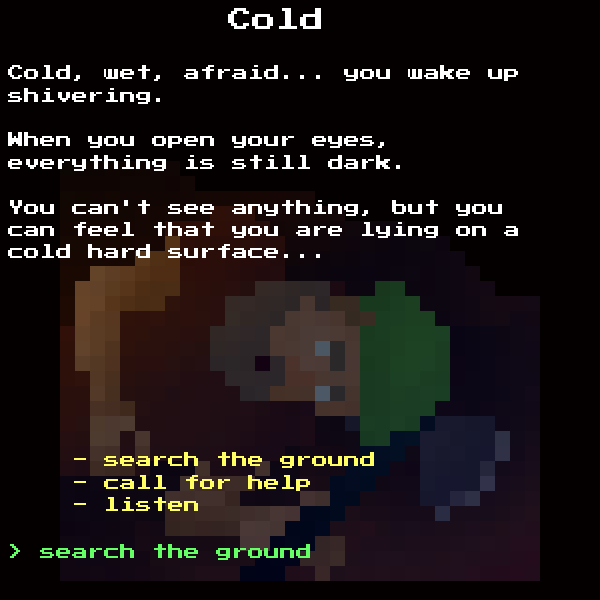 Cold
Cold, wet, afraid... you wake up
shivering.
When you open your eyes,
everything is still dark.
You can't see anything, but you
can feel that you are lying on a
cold hard surface...
- search the ground
- call for help
- listen
> search the ground